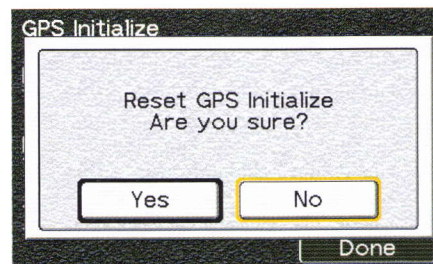 GPS Initialize
Reset GPS Initialize
Are you sure?
Yes No
Done